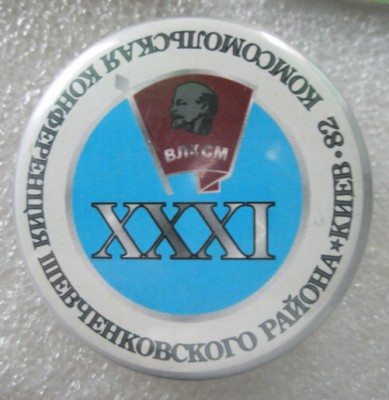 XXXI
КОМСОМОЛЬСКАЯ КОНФЕРЕНЦИЯ ШЕВЧЕНКОВСКОГО РАЙОНА★КИЕВ·82
ВЛКСМ